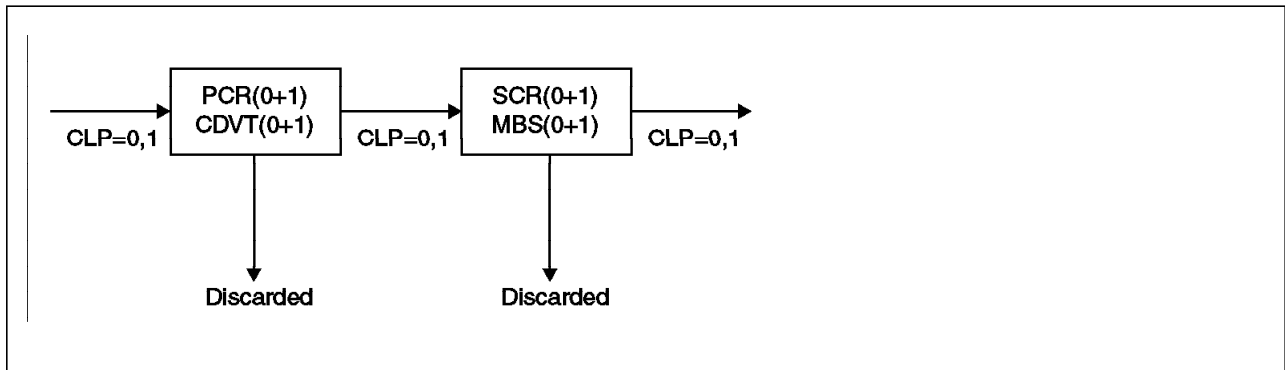 PCR(0+1)
CDVT(0+1)
SCR(0+1)
MBS(0+1)
CLP=0,1
CLP=0,1
CLP=0,1
Discarded
Discarded